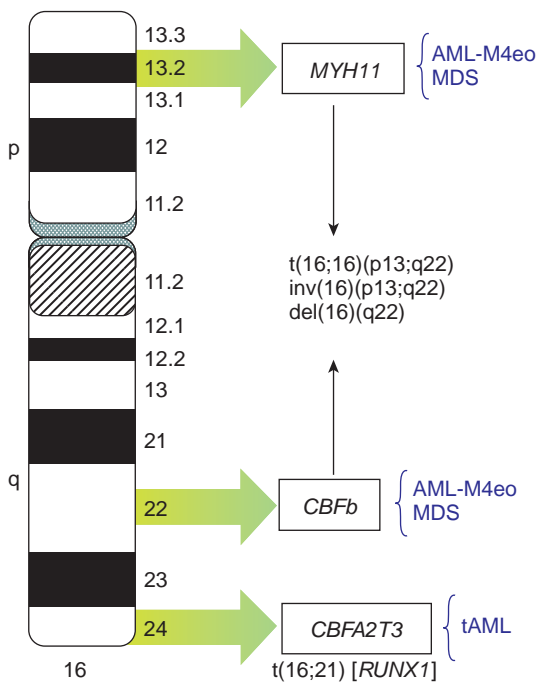 13.3
13.2
13.1
p
12
11.2
11.2
12.1
12.2
13
21
q
22
23
24
16
MYH11
AML-M4eo
MDS
t(16;16)(p13;q22)
inv(16)(p13;q22)
del(16)(q22)
CBFb
AML-M4eo
MDS
CBFA2T3
tAML
t(16;21) [RUNX1]